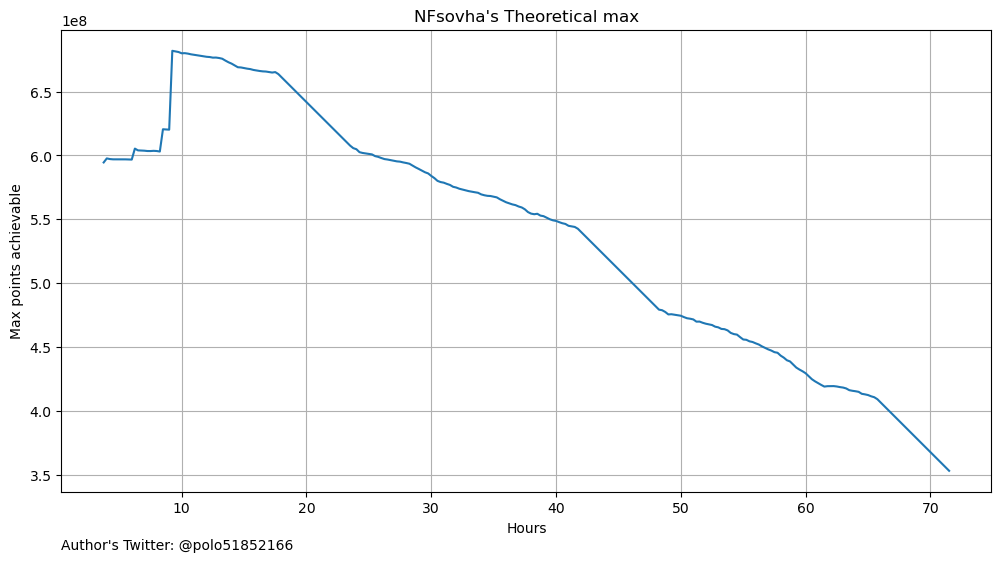 NFsovha's Theoretical max
1e8
6.5
6.0
5.5
5.0
4.5
4.0
3.5
Max points achievable
10 20 30 40 50 60 70
Hours
Author's Twitter: @polo51852166